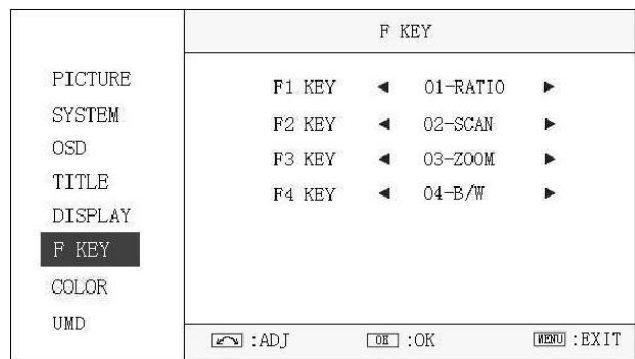 F KEY
PICTURE
SYSTEM
OSD
TITLE
DISPLAY
F KEY
COLOR
UMD
F1 KEY ◀ 01-RATIO ▶
F2 KEY ◀ 02-SCAN ▶
F3 KEY ◀ 03-ZOOM ▶
F4 KEY ◀ 04-B/W ▶
:ADJ OK :OK MENU :EXIT